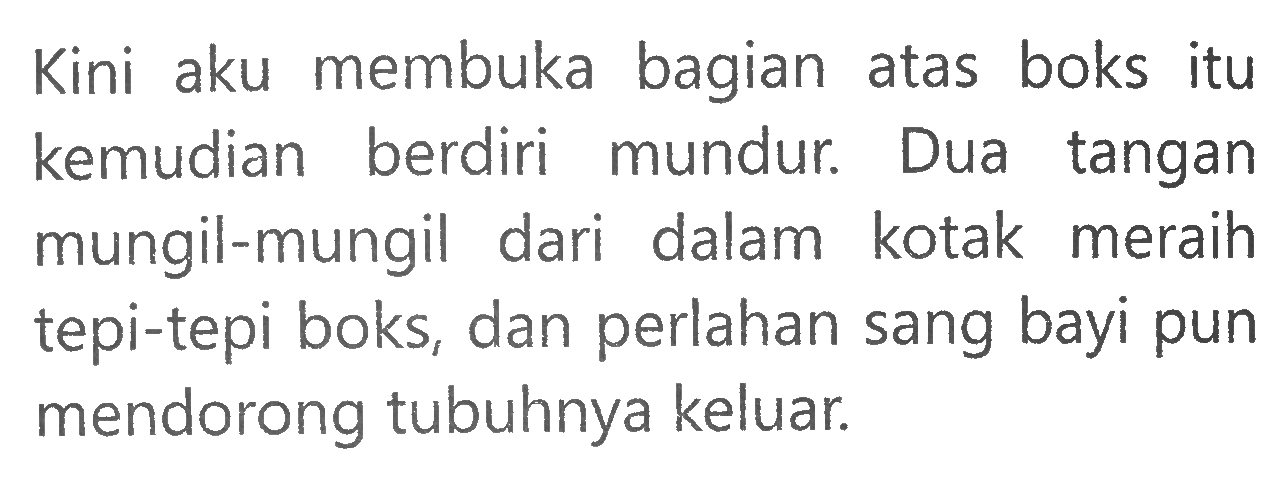 Kini aku membuka bagian atas boks itu
kemudian berdiri mundur. Dua tangan
mungil-mungil dari dalam kotak meraih
tepi-tepi boks, dan perlahan sang bayi pun
mendorong tubuhnya keluar.